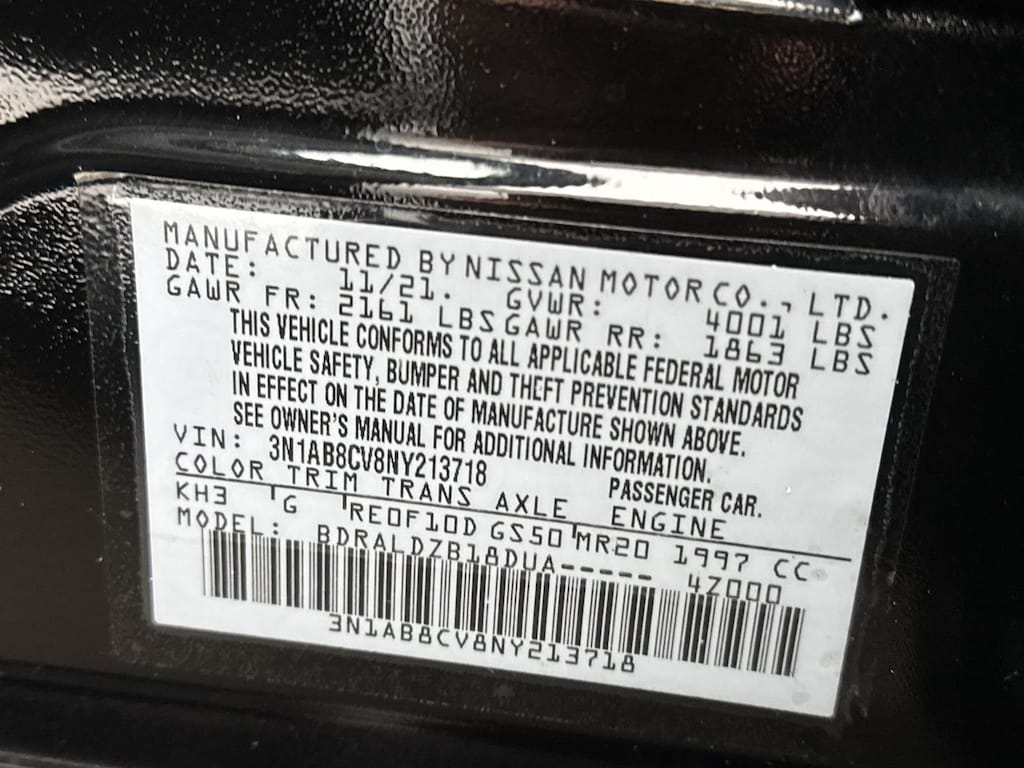 MANUFACTURED BY NISSAN MOTOR CO., LTD.
DATE: 11/21. GVWR: 4001 LBS
GAWR FR: 2161 LBS GAWR RR: 1863 LBS
THIS VEHICLE CONFORMS TO ALL APPLICABLE FEDERAL MOTOR
VEHICLE SAFETY, BUMPER AND THEFT PREVENTION STANDARDS
IN EFFECT ON THE DATE OF MANUFACTURE SHOWN ABOVE.
SEE OWNER'S MANUAL FOR ADDITIONAL INFORMATION.
VIN: 3N1AB8CV8NY213718 PASSENGER CAR.
COLOR TRIM TRANS AXLE ENGINE
KH3 G RE0F10D GS50 MR20 1997 CC
MODEL: BDRALDZB18DUA----- 4Z000
3N1AB8CV8NY213718